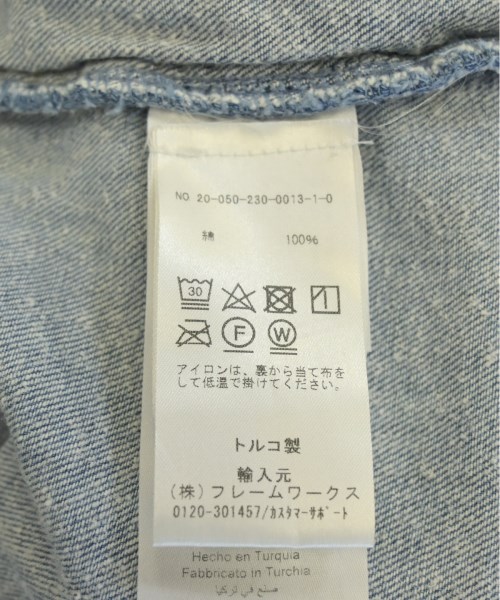 NO 20-050-230-0013-1-0
綿 100%
30
F W
アイロンは、裏から当て布を
して低温で掛けてください。
トルコ製
輸入元
(株)フレームワークス
0120-301457/カスタマーサポート
Hecho en Turquia
Fabbricato in Turchia
صنع في تركيا